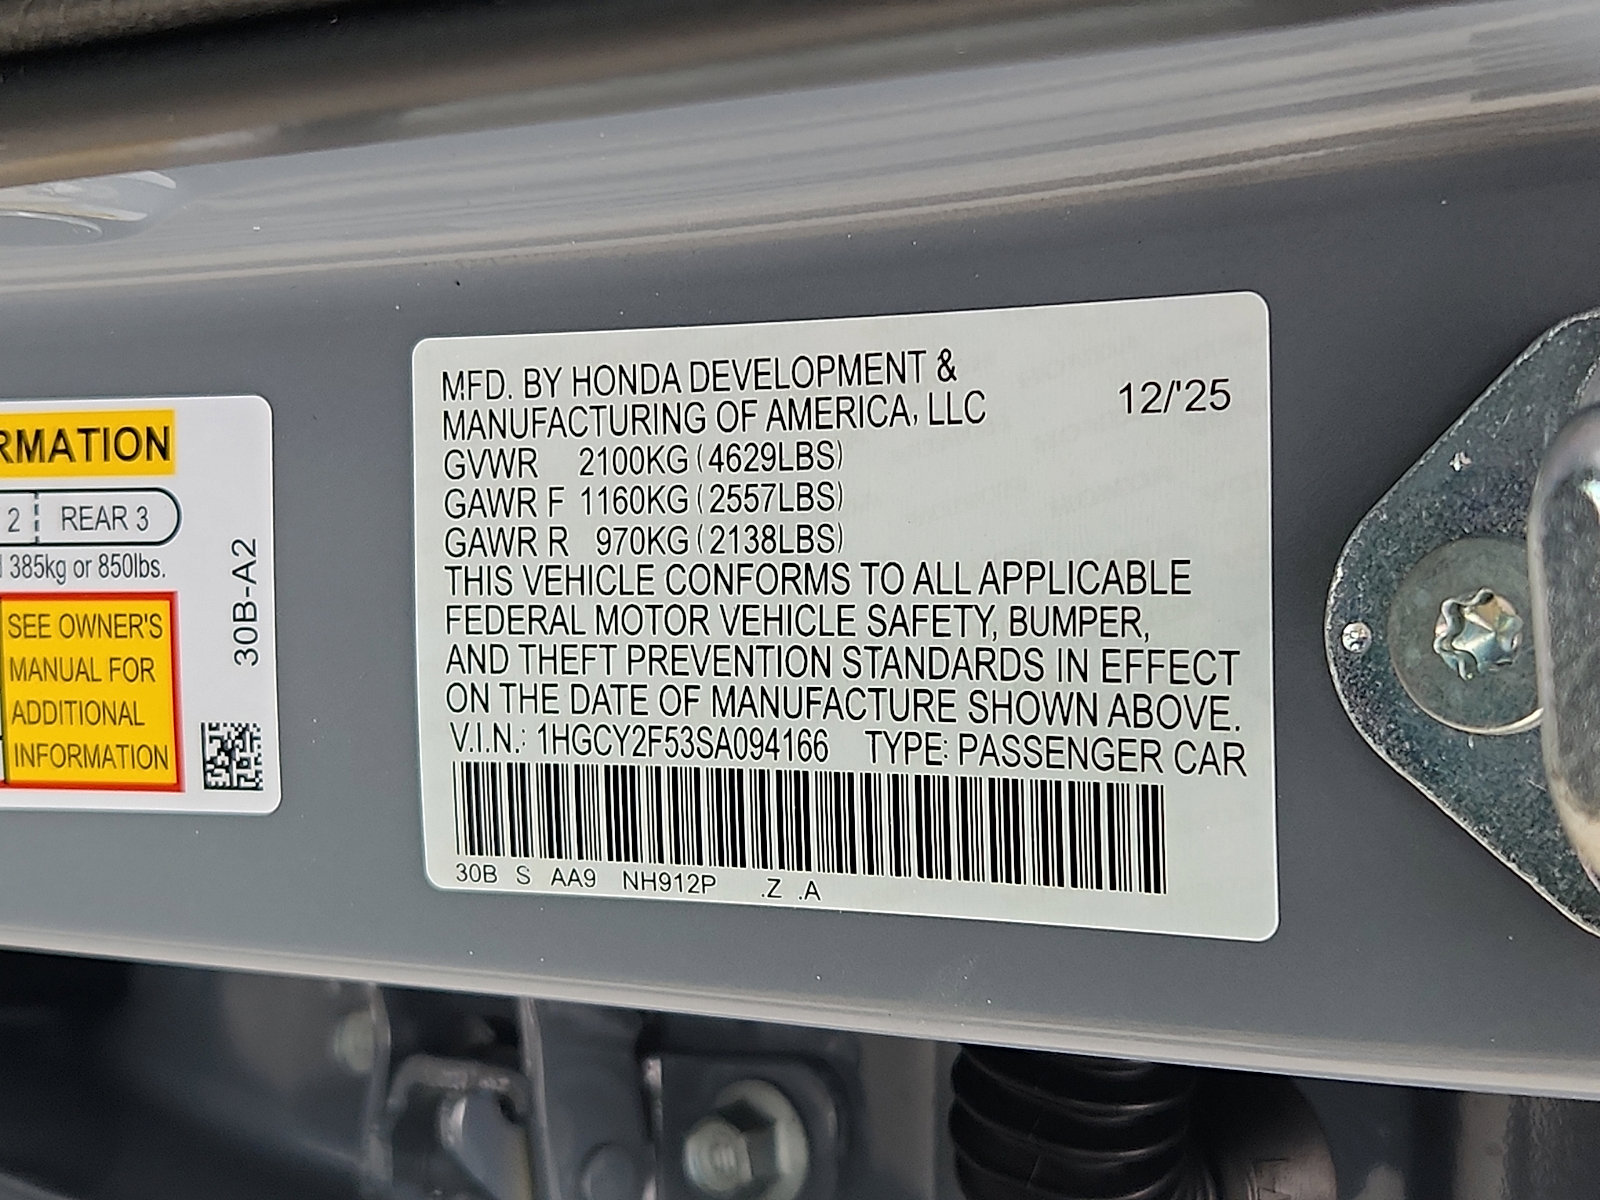 RMATION
2 REAR 3
385kg or 850lbs.
SEE OWNER'S
MANUAL FOR
ADDITIONAL
INFORMATION
30B-A2
MFD. BY HONDA DEVELOPMENT &
MANUFACTURING OF AMERICA, LLC
12/'25
GVWR 2100KG (4629LBS)
GAWR F 1160KG (2557LBS)
GAWR R 970KG (2138LBS)
THIS VEHICLE CONFORMS TO ALL APPLICABLE
FEDERAL MOTOR VEHICLE SAFETY, BUMPER,
AND THEFT PREVENTION STANDARDS IN EFFECT
ON THE DATE OF MANUFACTURE SHOWN ABOVE.
V.I.N.: 1HGCY2F53SA094166 TYPE: PASSENGER CAR
30B S AA9 NH912P .Z .A